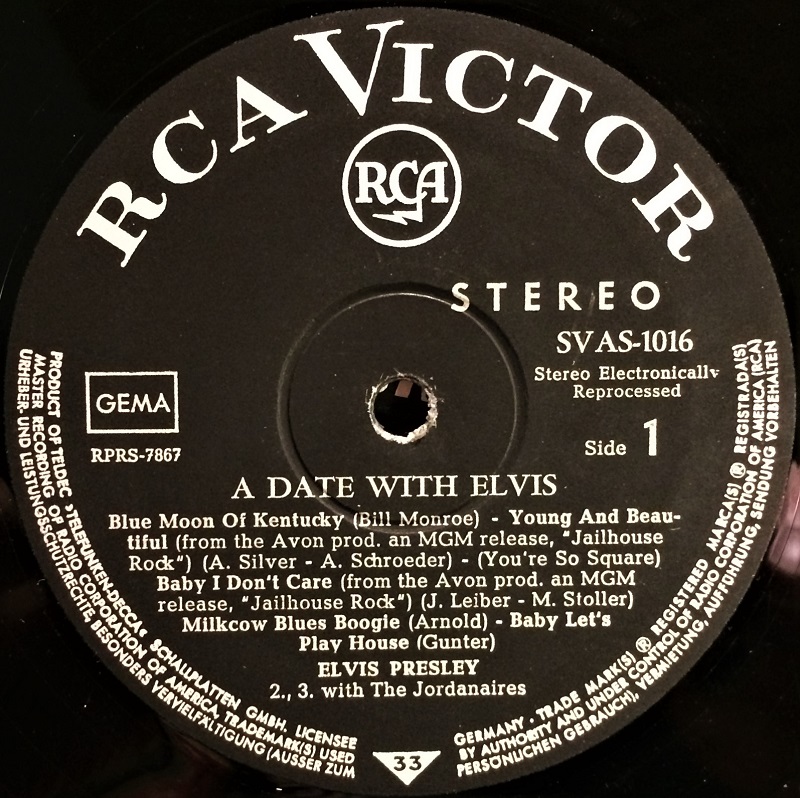 RCA VICTOR
RCA
STEREO
SVAS-1016
Stereo Electronically
Reprocessed
GEMA
RPRS-7867
Side 1
A DATE WITH ELVIS
Blue Moon Of Kentucky (Bill Monroe) - Young And Beau-
tiful (from the Avon prod. an MGM release, "Jailhouse
Rock") (A. Silver - A. Schroeder) - (You're So Square)
Baby I Don't Care (from the Avon prod. an MGM
release, "Jailhouse Rock") (J. Leiber - M. Stoller)
Milkcow Blues Boogie (Arnold) - Baby Let's
Play House (Gunter)
ELVIS PRESLEY
2., 3. with The Jordanaires
33
PRODUCT OF TELDEC »TELEFUNKEN-DECCA« SCHALLPLATTEN GMBH. LICENSEE
MASTER RECORDING OF RADIO CORPORATION OF AMERICA, TRADEMARK(S) USED
URHEBER- UND LEISTUNGSSCHUTZRECHTE, BESONDERS VERVIELFÄLTIGUNG (AUSSER ZUM
GERMANY · TRADE MARK(S) ® REGISTERED MARCA(S) ® REGISTRADA(S)
BY AUTHORITY AND UNDER CONTROL OF RADIO CORPORATION OF AMERICA (RCA)
PERSÖNLICHEN GEBRAUCH), VERMIETUNG, AUFFÜHRUNG, SENDUNG VORBEHALTEN